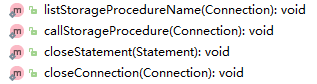 listStorageProcedureName(Connection): void
callStorageProcedure(Connection): void
closeStatement(Statement): void
closeConnection(Connection): void